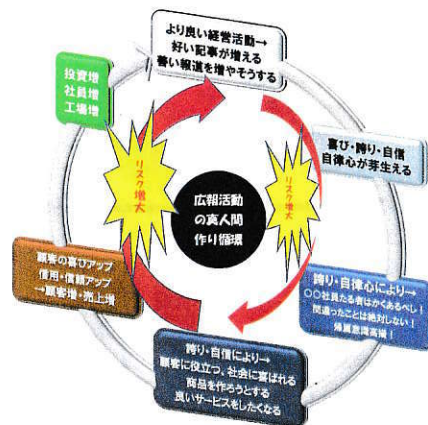 より良い経営活動→
好い記事が増える
善い報道を増やそうする
喜び・誇り・自信
自律心が芽生える
誇り・自律心により→
〇〇社員たる者はかくあるべし!
間違ったことは絶対しない!
帰属意識高揚!
誇り・自信により→
顧客に役立つ、社会に喜ばれる
商品を作ろうとする
良いサービスをしたくなる
顧客の喜びアップ
信用・信頼アップ
→顧客増・売上増
投資増
社員増
工場増
リスク増大
リスク増大
広報活動
の真人間
作り循環